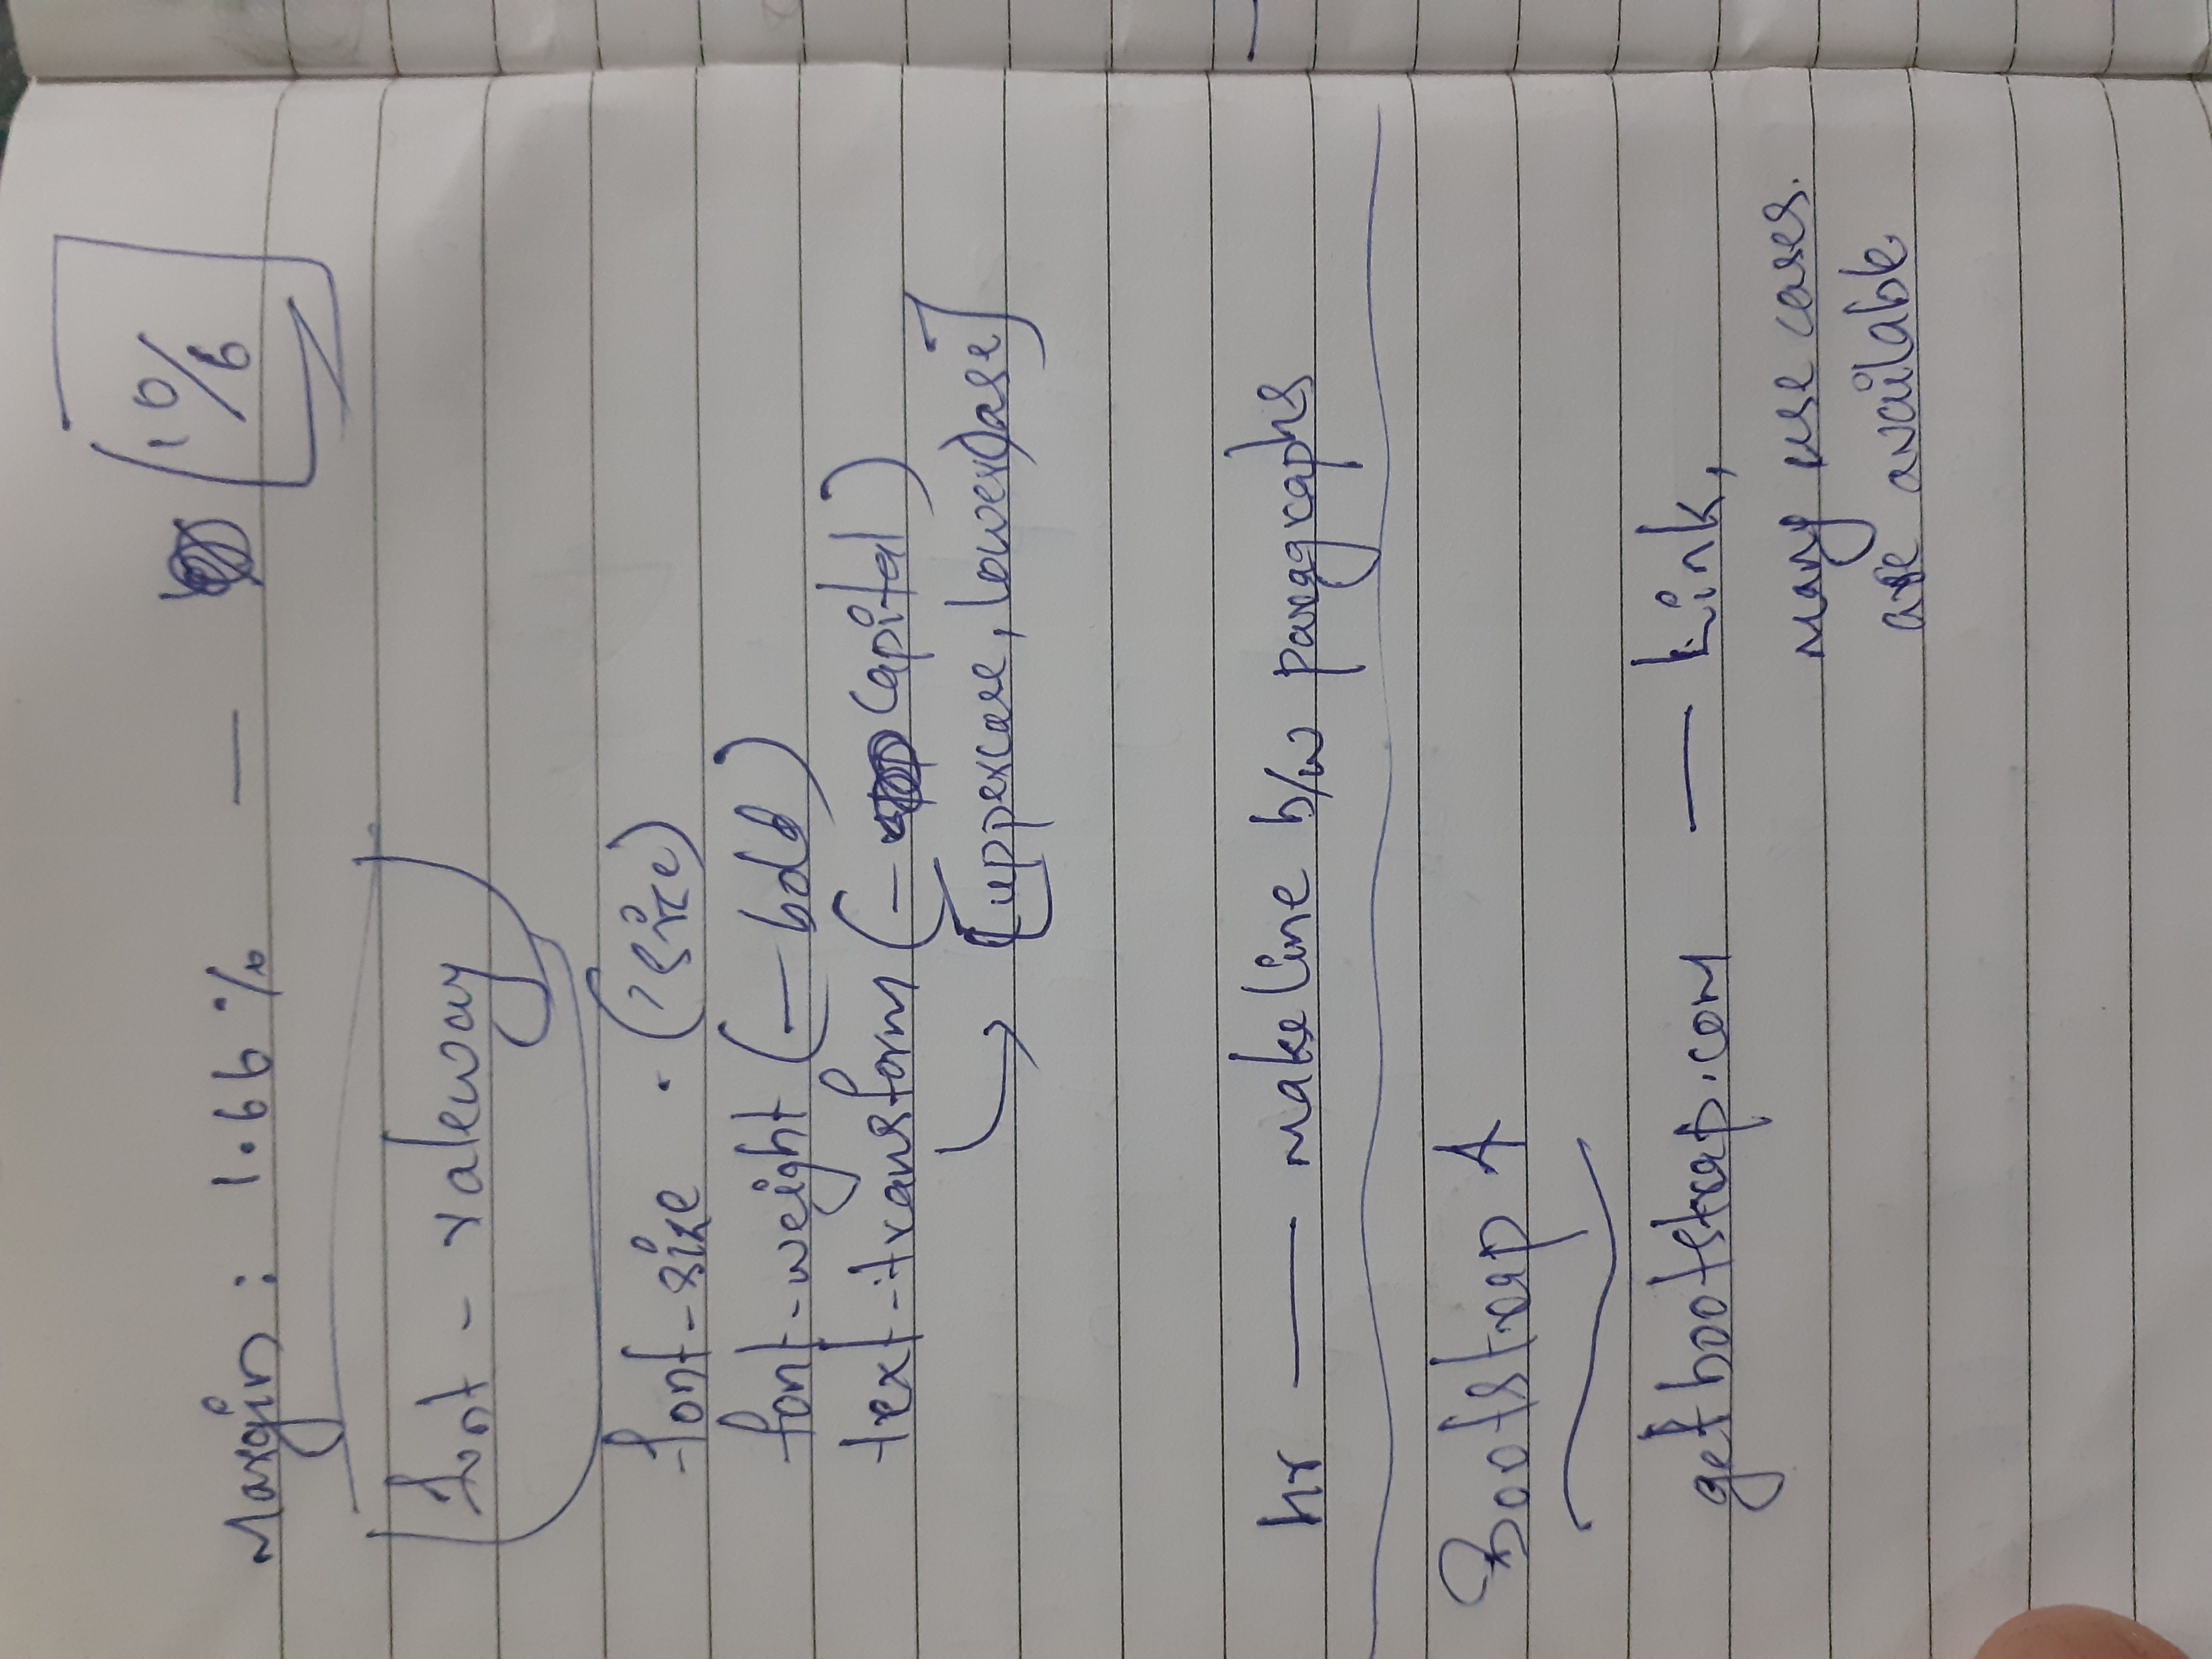 Margin : 1.66 % — 10/6
font - raleway
font-size . (size)
font-weight (— bold)
text-transform (— capital)
[uppercase, lowercase]
hr — make line b/w paragraphs
Bootstrap 4
getbootstrap.com — Link,
many use cases.
are available